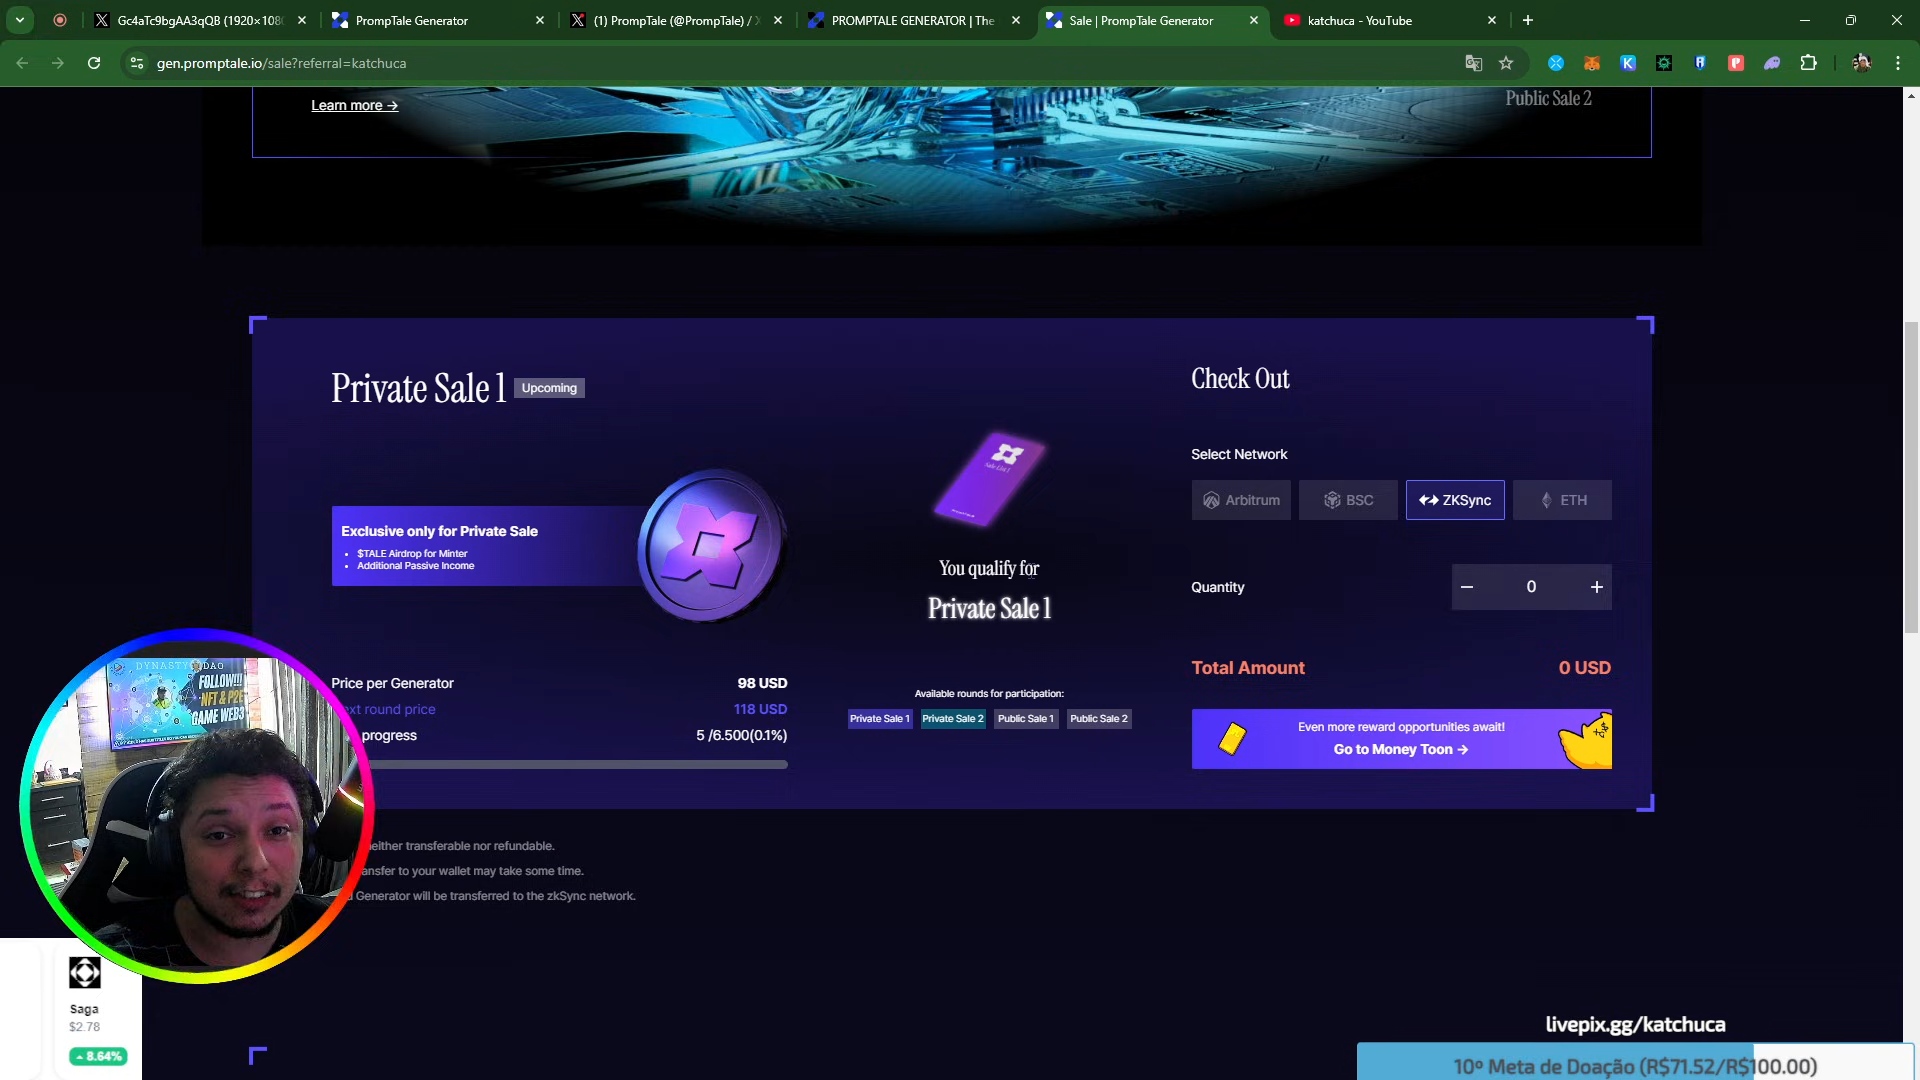 Gc4aTc9bgAA3qQB (1920×108
PrompTale Generator
(1) PrompTale (@PrompTale) / X
PROMPTALE GENERATOR | The
Sale | PrompTale Generator
katchuca - YouTube
gen.promptale.io/sale?referral=katchuca
Learn more →
Public Sale 2
Private Sale 1
Upcoming
Exclusive only for Private Sale
• $TALE Airdrop for Minter
• Additional Passive Income
Price per Generator 98 USD
ext round price 118 USD
progress 5 /6.500(0.1%)
Sale List 1
You qualify for
Private Sale 1
Available rounds for participation:
Private Sale 1 Private Sale 2 Public Sale 1 Public Sale 2
Check Out
Select Network
Arbitrum BSC ZKSync ETH
Quantity − 0 +
Total Amount 0 USD
Even more reward opportunities await!
Go to Money Toon →
either transferable nor refundable.
ansfer to your wallet may take some time.
Generator will be transferred to the zkSync network.
DYNASTY DAO
FOLLOW!!!
NFT & P2E
GAME WEB3
Saga
$2.78
8.64%
livepix.gg/katchuca
10º Meta de Doação (R$71.52/R$100.00)